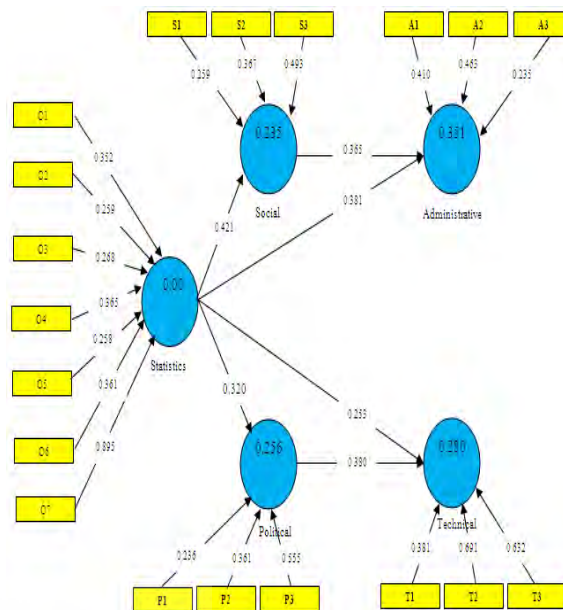 S1 S2 S3 A1 A2 A3
0.259 0.367 0.493 0.410 0.463 0.235
O1
0.352
0.235 0.331
O2
0.365
0.259
Social Administrative
0.381
0.421
O3
0.268
0.00
O4
0.365
Statistics
0.258
O5
0.320
0.253
0.361
O6
0.256 0.380 0.280
0.895
O7
Political Technical
0.236 0.361 0.555 0.381 0.691 0.632
P1 P2 P3 T1 T2 T3